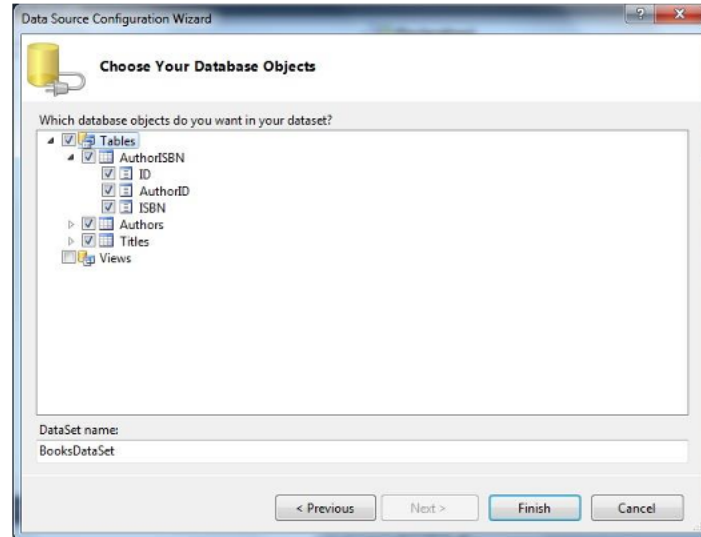 Data Source Configuration Wizard
Choose Your Database Objects
Which database objects do you want in your dataset?
Tables
AuthorISBN
ID
AuthorID
ISBN
Authors
Titles
Views
DataSet name:
BooksDataSet
< Previous Next > Finish Cancel